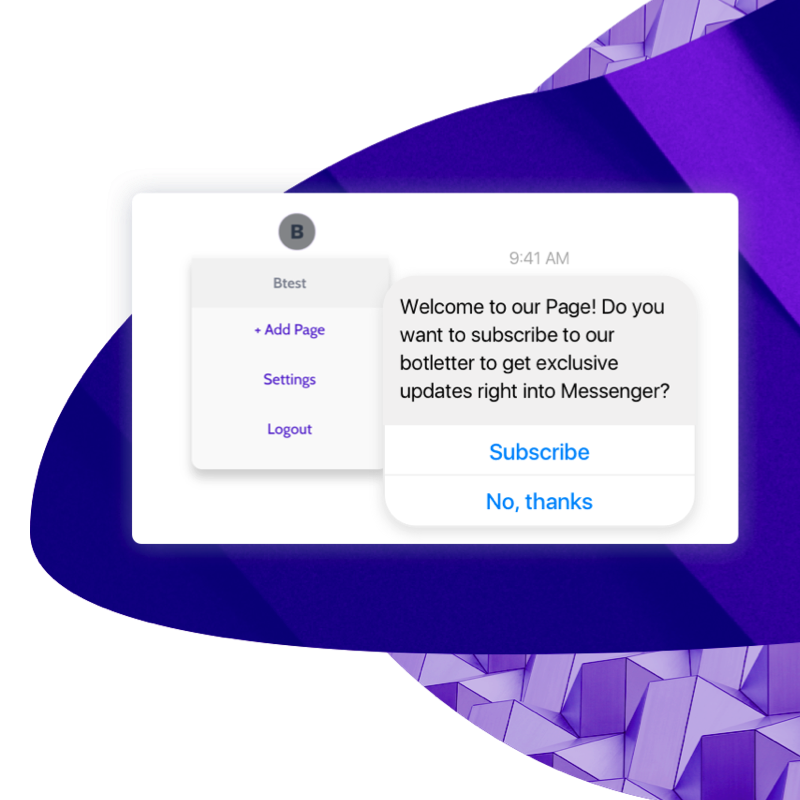 B
Btest
+ Add Page
Settings
Logout
9:41 AM
Welcome to our Page! Do you
want to subscribe to our
botletter to get exclusive
updates right into Messenger?
Subscribe
No, thanks